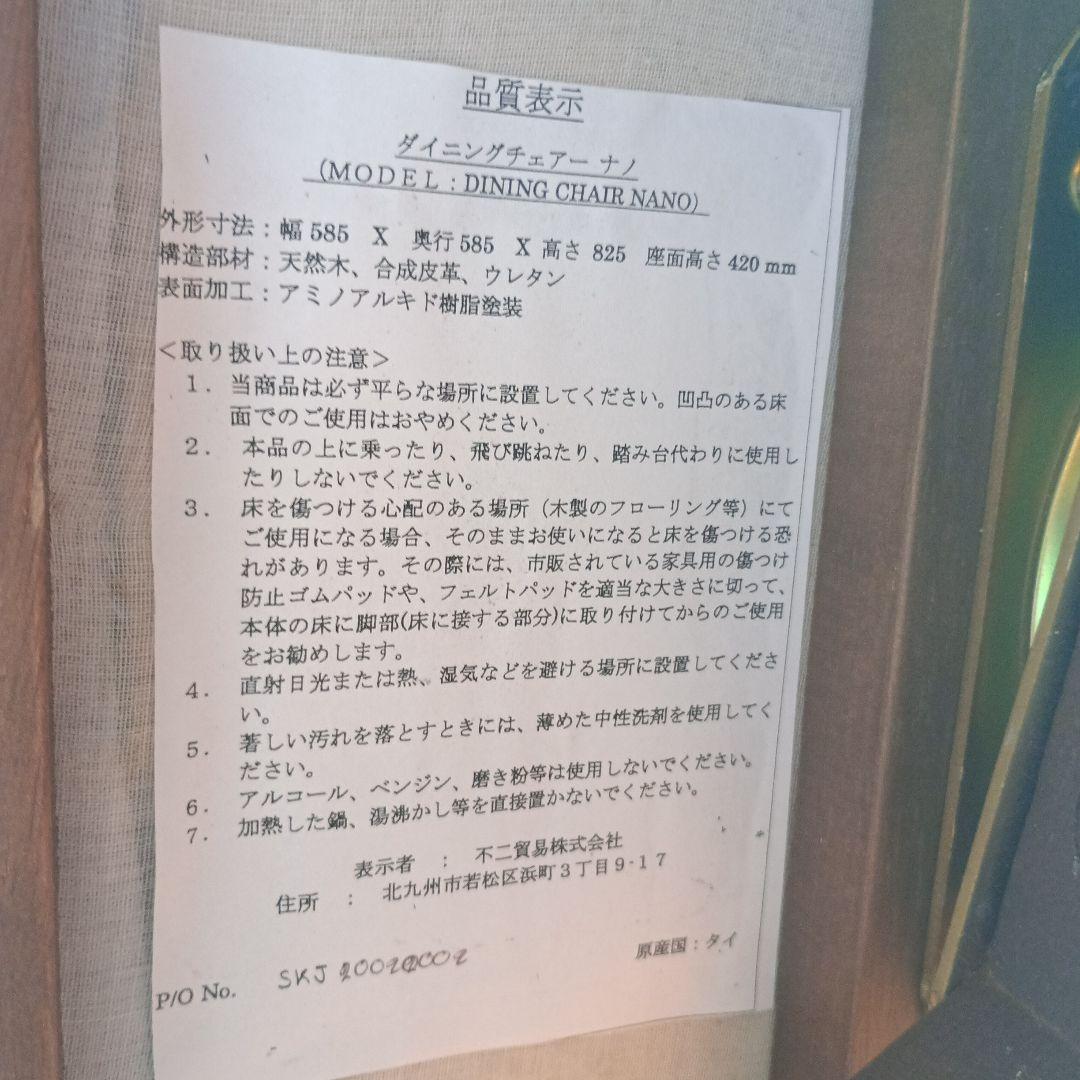 品質表示
ダイニングチェアー ナノ
(MODEL:DINING CHAIR NANO)
外形寸法:幅 585 X 奥行 585 X 高さ 825 座面高さ 420 mm
構造部材:天然木、合成皮革、ウレタン
表面加工:アミノアルキド樹脂塗装
<取り扱い上の注意>
1. 当商品は必ず平らな場所に設置してください。凹凸のある床
面でのご使用はおやめください。
2. 本品の上に乗ったり、飛び跳ねたり、踏み台代わりに使用し
たりしないでください。
3. 床を傷つける心配のある場所(木製のフローリング等)にて
ご使用になる場合、そのままお使いになると床を傷つける恐
れがあります。その際には、市販されている家具用の傷つけ
防止ゴムパッドや、フェルトパッドを適当な大きさに切って、
本体の床に脚部(床に接する部分)に取り付けてからのご使用
をお勧めします。
4. 直射日光または熱、湿気などを避ける場所に設置してくださ
い。
5. 著しい汚れを落とすときには、薄めた中性洗剤を使用してく
ださい。
6. アルコール、ベンジン、磨き粉等は使用しないでください。
7. 加熱した鍋、湯沸かし等を直接置かないでください。
表示者 : 不二貿易株式会社
住所 : 北九州市若松区浜町3丁目9-17
原産国:タイ
P/O No. SKJ